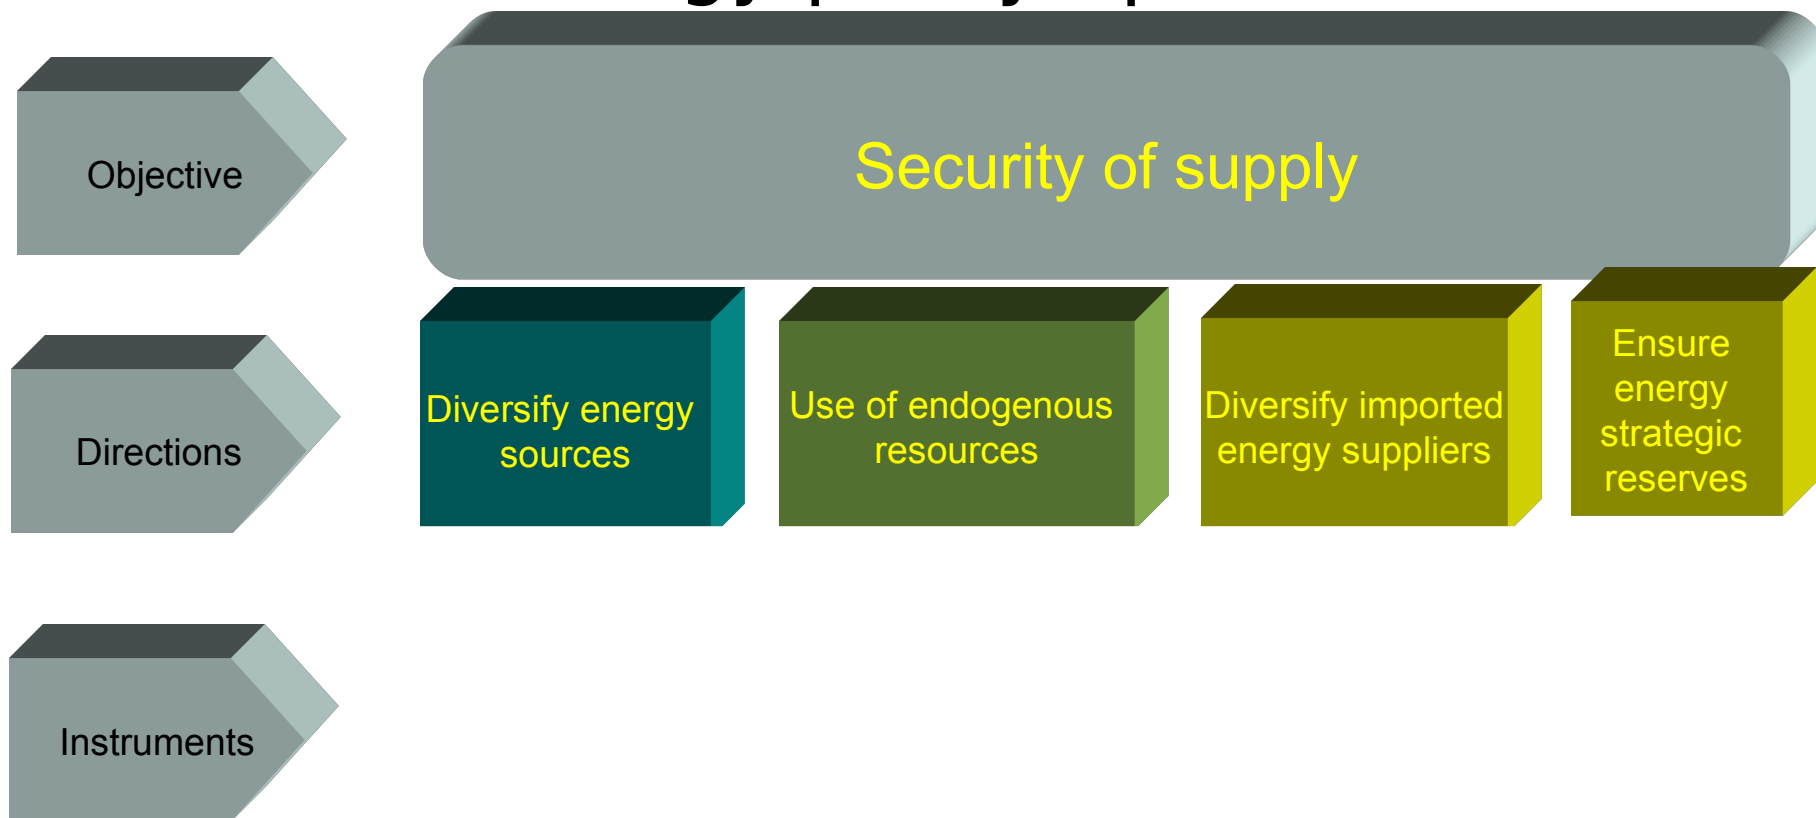 Objective
Security of supply
Directions
Diversify energy
sources
Use of endogenous
resources
Diversify imported
energy suppliers
Ensure
energy
strategic
reserves
Instruments